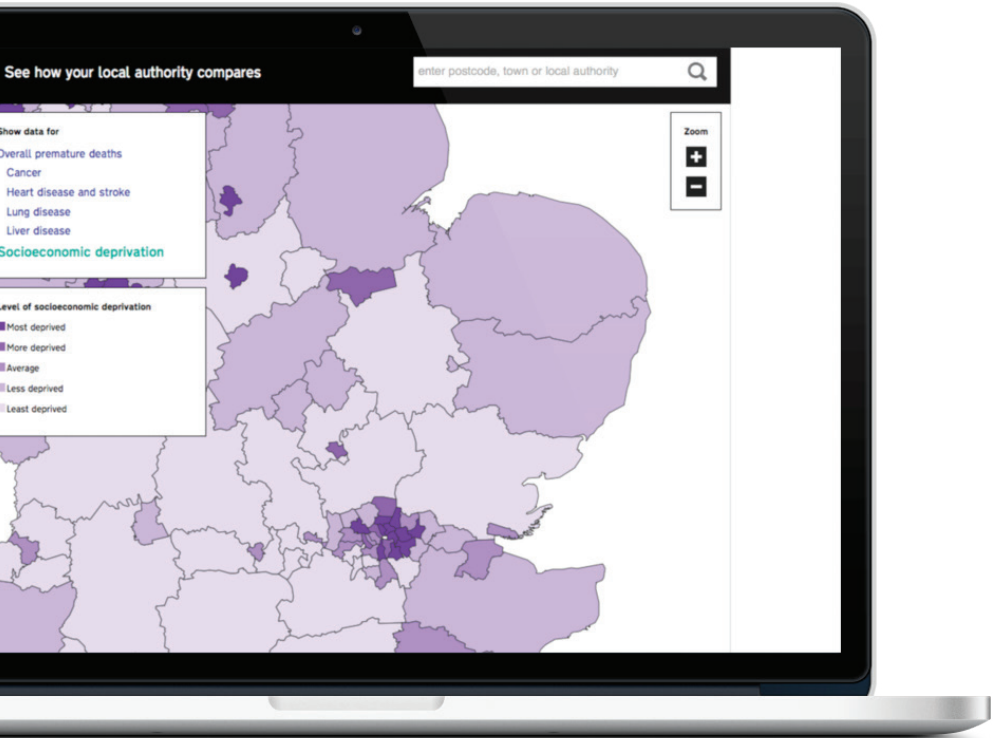 See how your local authority compares
enter postcode, town or local authority
Show data for
Overall premature deaths
Cancer
Heart disease and stroke
Lung disease
Liver disease
Socioeconomic deprivation
Zoom
Level of socioeconomic deprivation
Most deprived
More deprived
Average
Less deprived
Least deprived